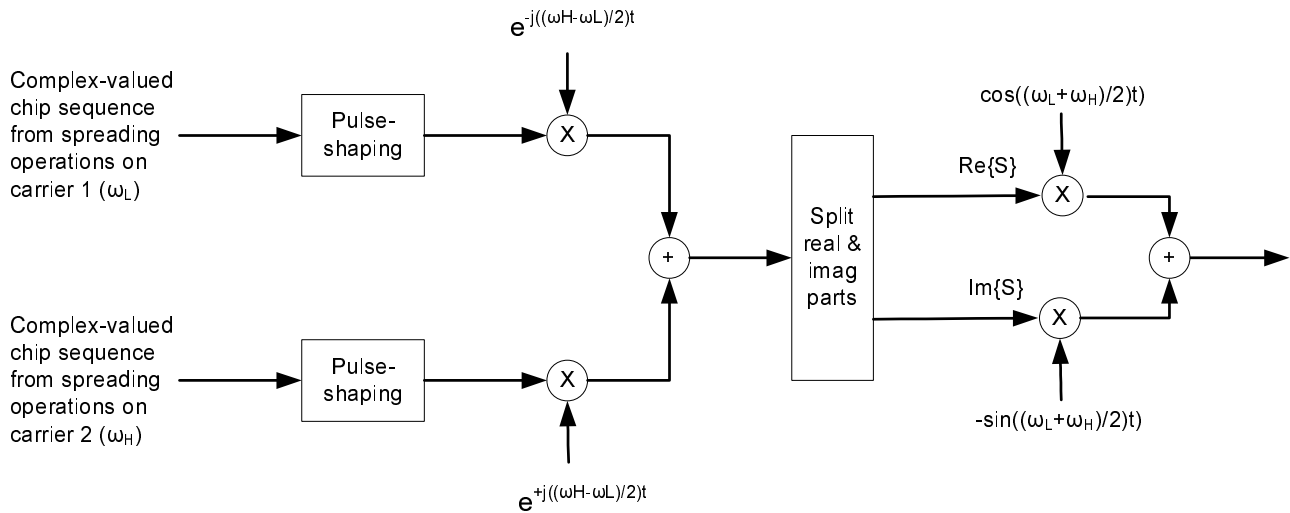 e-j((ωH-ωL)/2)t
Complex-valued
chip sequence
from spreading
operations on
carrier 1 (ωL)
Pulse-
shaping
X
cos((ωL+ωH)/2)t)
Re{S}
X
Split
real &
imag
parts
+
+
Im{S}
X
-sin((ωL+ωH)/2)t)
Complex-valued
chip sequence
from spreading
operations on
carrier 2 (ωH)
Pulse-
shaping
X
e+j((ωH-ωL)/2)t